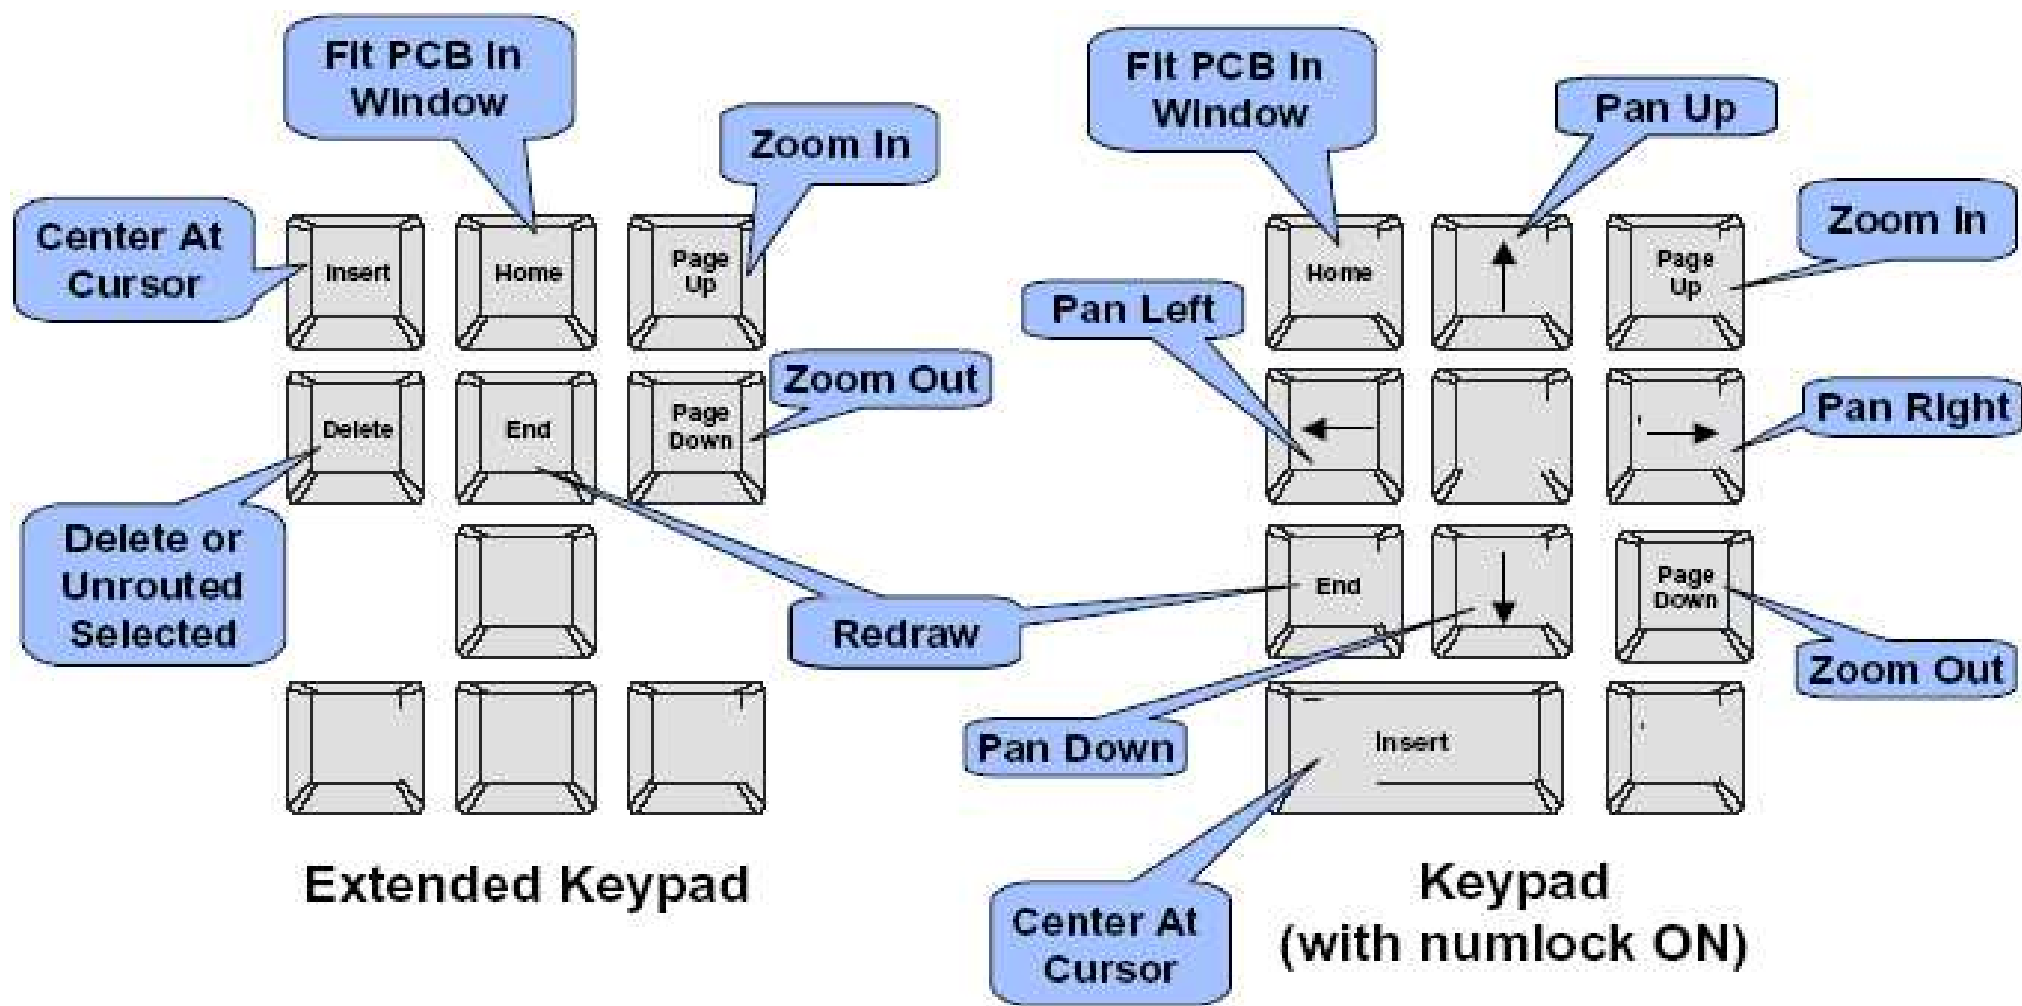 Fit PCB In
Window
Zoom In
Center At
Cursor
Insert
Home
Page
Up
Zoom Out
Delete
End
Page
Down
Delete or
Unrouted
Selected
Redraw
Extended Keypad
Fit PCB In
Window
Pan Up
Zoom In
Home
Page
Up
Pan Left
Pan Right
End
Page
Down
Zoom Out
Pan Down
Insert
Center At
Cursor
Keypad
(with numlock ON)